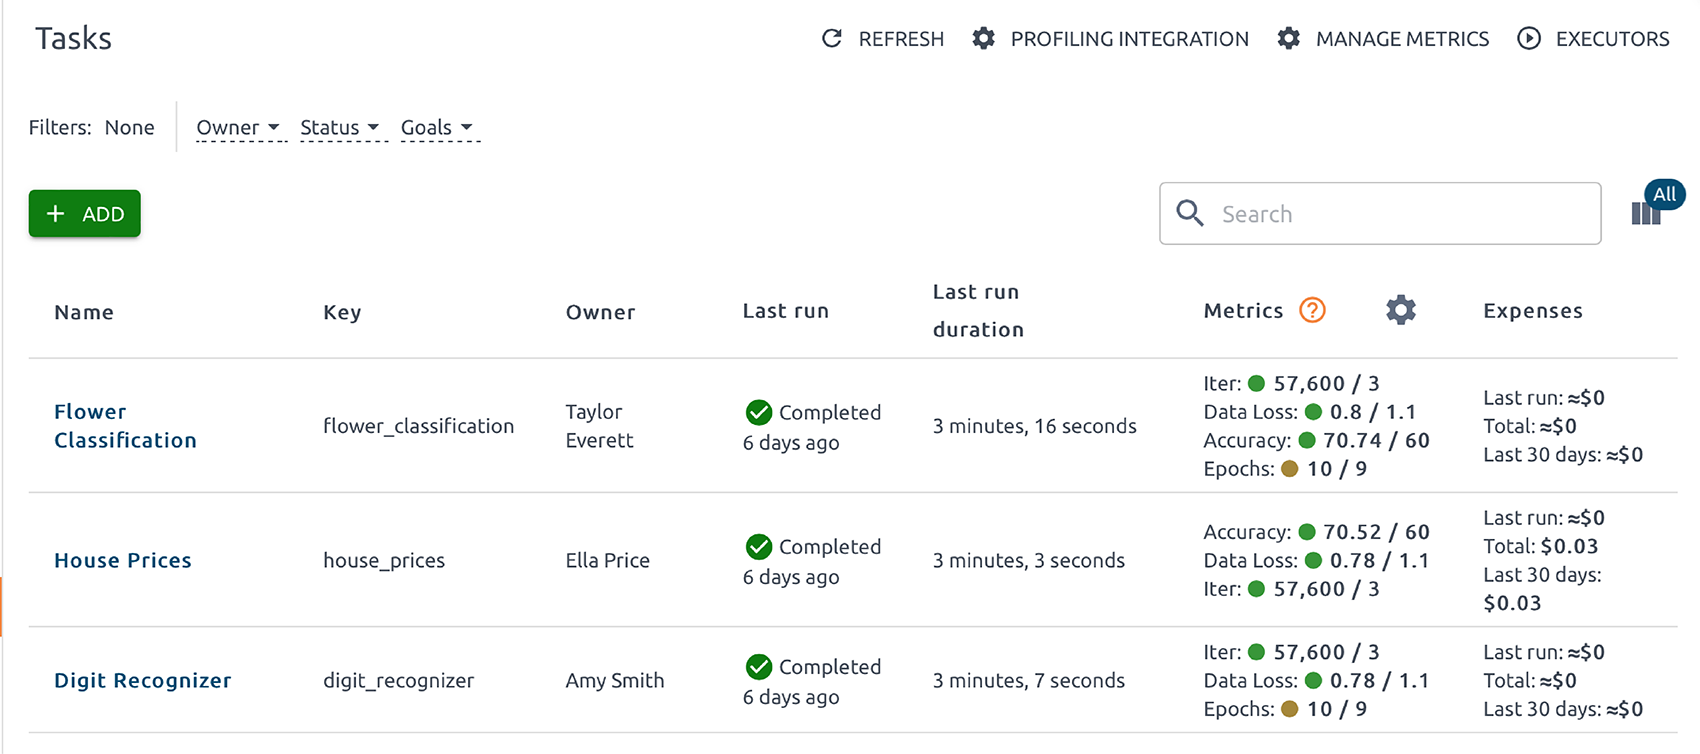 Tasks
REFRESH
PROFILING INTEGRATION
MANAGE METRICS
EXECUTORS
Filters: None
Owner
Status
Goals
+ ADD
Search
All
Name
Key
Owner
Last run
Last run
duration
Metrics
Expenses
Flower
Classification
flower_classification
Taylor
Everett
Completed
6 days ago
3 minutes, 16 seconds
Iter: 57,600 / 3
Data Loss: 0.8 / 1.1
Accuracy: 70.74 / 60
Epochs: 10 / 9
Last run: ≈$0
Total: ≈$0
Last 30 days: ≈$0
House Prices
house_prices
Ella Price
Completed
6 days ago
3 minutes, 3 seconds
Accuracy: 70.52 / 60
Data Loss: 0.78 / 1.1
Iter: 57,600 / 3
Last run: ≈$0
Total: $0.03
Last 30 days:
$0.03
Digit Recognizer
digit_recognizer
Amy Smith
Completed
6 days ago
3 minutes, 7 seconds
Iter: 57,600 / 3
Data Loss: 0.78 / 1.1
Epochs: 10 / 9
Last run: ≈$0
Total: ≈$0
Last 30 days: ≈$0